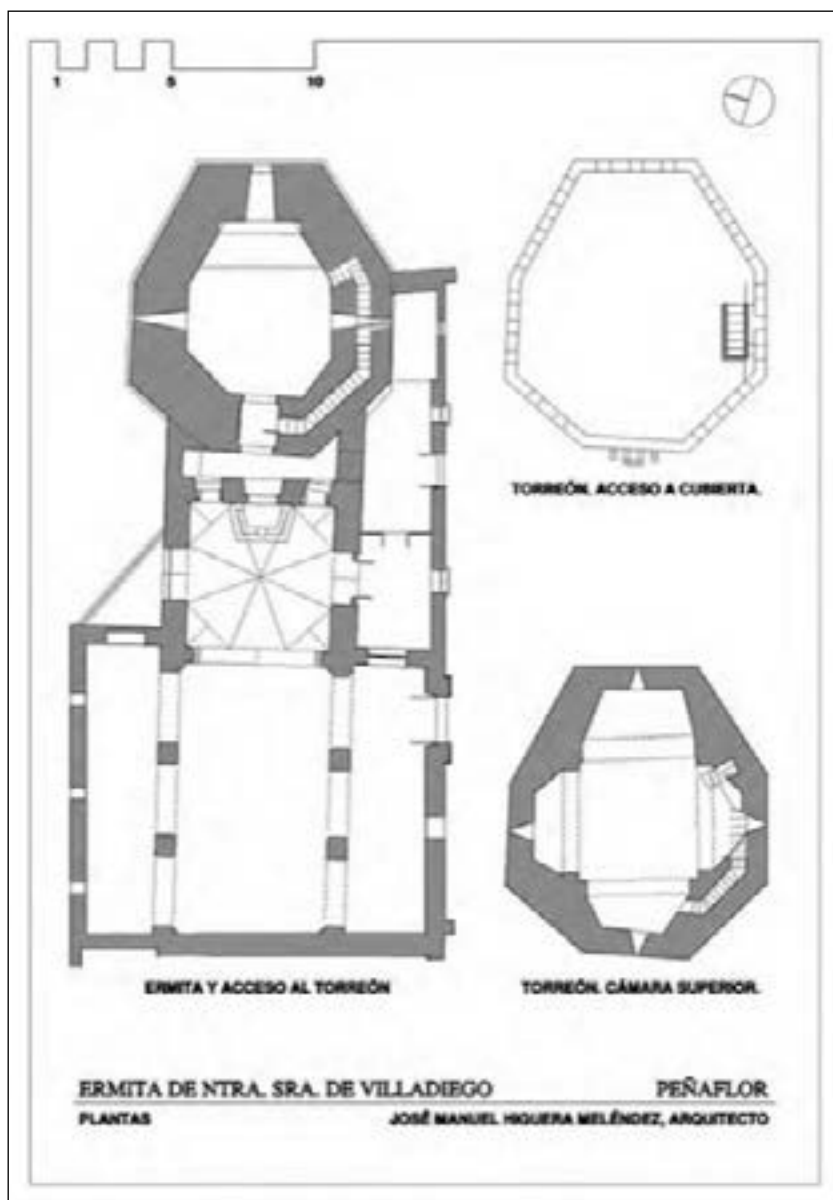 1 5 10
TORREÓN. ACCESO A CUBIERTA.
ERMITA Y ACCESO AL TORREÓN
TORREÓN. CÁMARA SUPERIOR.
ERMITA DE NTRA. SRA. DE VILLADIEGO PEÑAFLOR
PLANTAS JOSÉ MANUEL HIGUERA MELÉNDEZ, ARQUITECTO